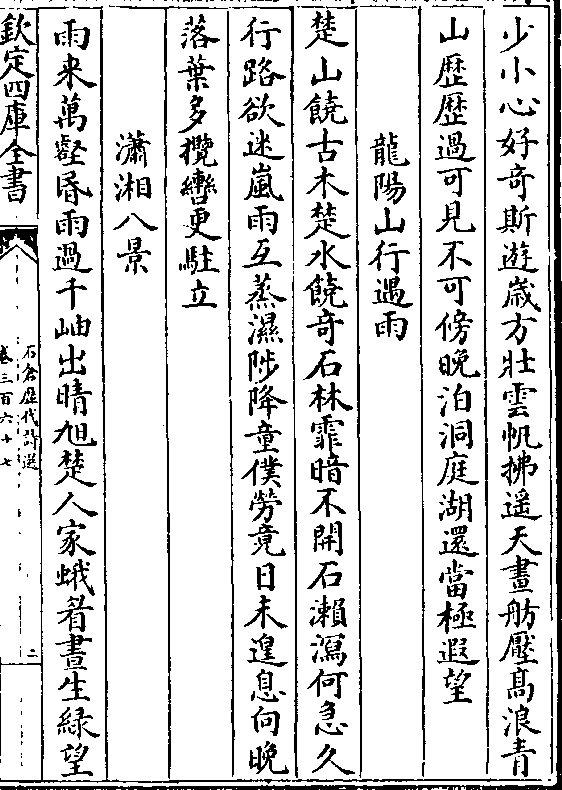 少小心好奇斯遊嵗方壯雲帆拂遥天畫舫壓髙浪青
山歴歴過可見不可傍晚泊洞庭湖還當極遐望
龍陽山行遇雨
楚山饒古木楚水饒奇石林霏暗不開石瀨瀉何急久
行路欲迷嵐雨互蒸濕陟降童僕勞竟日未遑息向晚
落葉多攬轡更駐立
瀟湘八景
雨来萬壑昏雨過千岫出晴旭楚人家蛾眉畫生綠望
欽定四庫全書
石倉歴代詩選
卷三百六十七
二